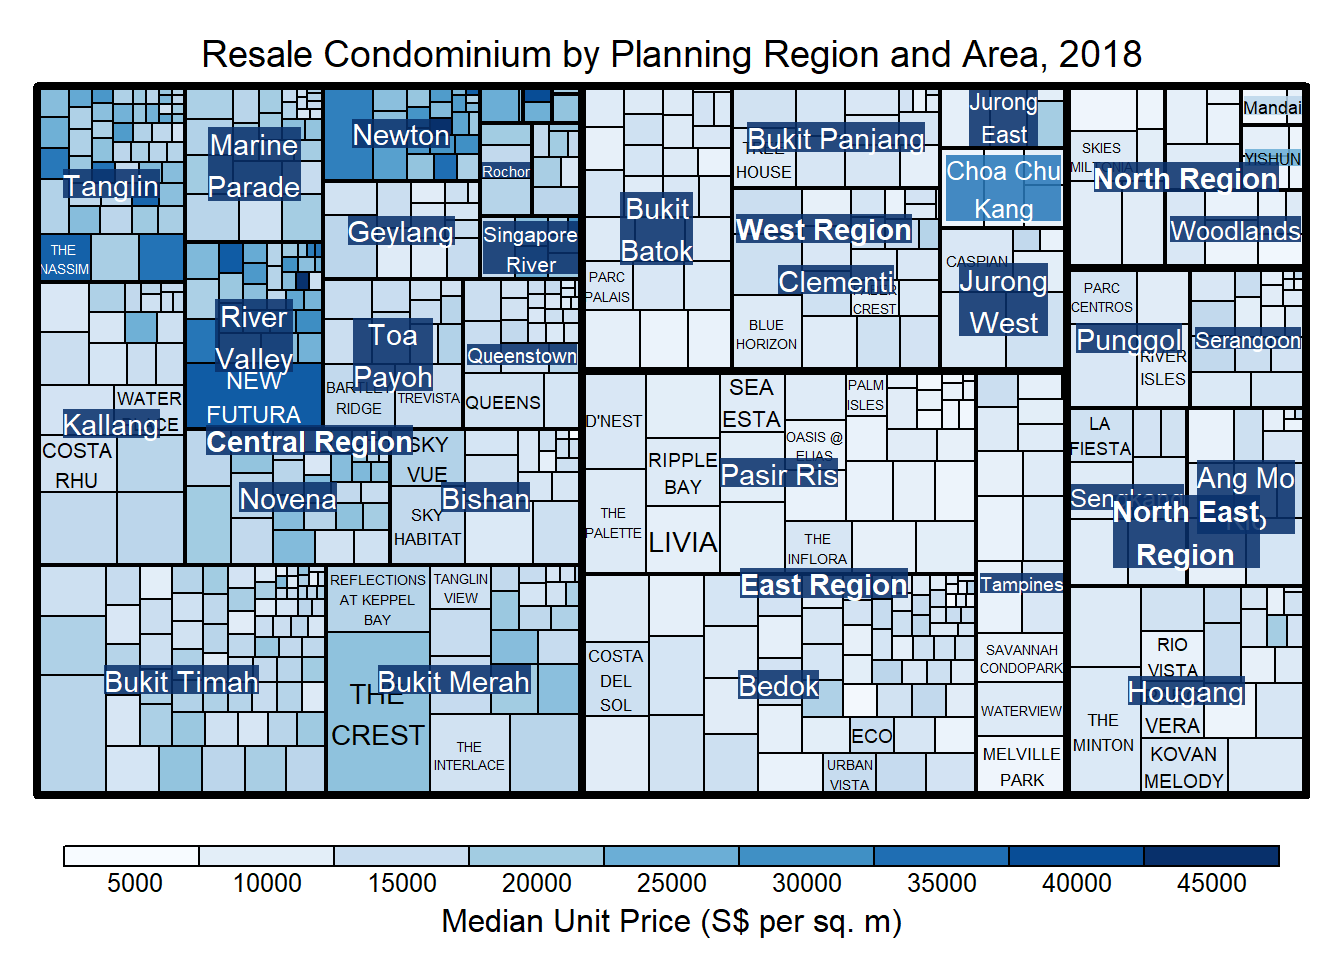 Resale Condominium by Planning Region and Area, 2018
Tanglin
THE
NASSIM
Marine
Parade
Newton
Rochor
Geylang
Singapore
River
River
Valley
NEW
FUTURA
Toa
Payoh
BARTLEY
RIDGE
TREVISTA
Queenstown
QUEENS
Kallang
WATER
COSTA
RHU
Central Region
Novena
SKY
VUE
SKY
HABITAT
Bishan
Bukit Timah
REFLECTIONS
AT KEPPEL
BAY
TANGLIN
VIEW
Bukit Merah
THE
CREST
THE
INTERLACE
Bukit
Batok
PARC
PALAIS
Bukit Panjang
TREE
HOUSE
West Region
Clementi
CREST
BLUE
HORIZON
Jurong
East
Choa Chu
Kang
CASPIAN
Jurong
West
D'NEST
THE
PALETTE
RIPPLE
BAY
LIVIA
SEA
ESTA
PALM
ISLES
OASIS @
ELIAS
Pasir Ris
THE
INFLORA
East Region
Tampines
COSTA
DEL
SOL
Bedok
ECO
URBAN
VISTA
SAVANNAH
CONDOPARK
WATERVIEW
MELVILLE
PARK
SKIES
MILTONIA
North Region
Mandai
YISHUN
Woodlands
PARC
CENTROS
Punggol
RIVER
ISLES
Serangoon
LA
FIESTA
Sengkang
Ang Mo
North East
Region
RIO
VISTA
Hougang
VERA
THE
MINTON
KOVAN
MELODY
5000 10000 15000 20000 25000 30000 35000 40000 45000
Median Unit Price (S$ per sq. m)